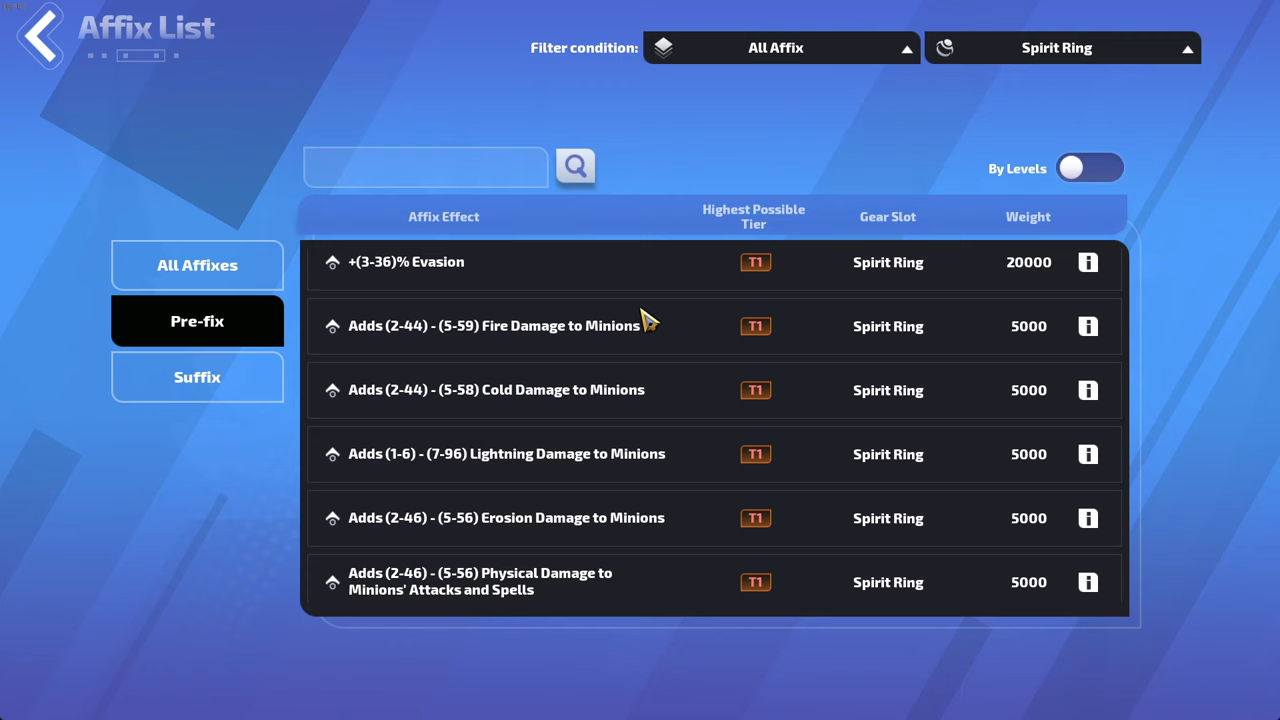 Affix List
Filter condition:
All Affix
Spirit Ring
By Levels
Affix Effect
Highest Possible
Tier
Gear Slot
Weight
All Affixes
Pre-fix
Suffix
+(3-36)% Evasion T1 Spirit Ring 20000
Adds (2-44) - (5-59) Fire Damage to Minions T1 Spirit Ring 5000
Adds (2-44) - (5-58) Cold Damage to Minions T1 Spirit Ring 5000
Adds (1-6) - (7-96) Lightning Damage to Minions T1 Spirit Ring 5000
Adds (2-46) - (5-56) Erosion Damage to Minions T1 Spirit Ring 5000
Adds (2-46) - (5-56) Physical Damage to
Minions' Attacks and Spells T1 Spirit Ring 5000